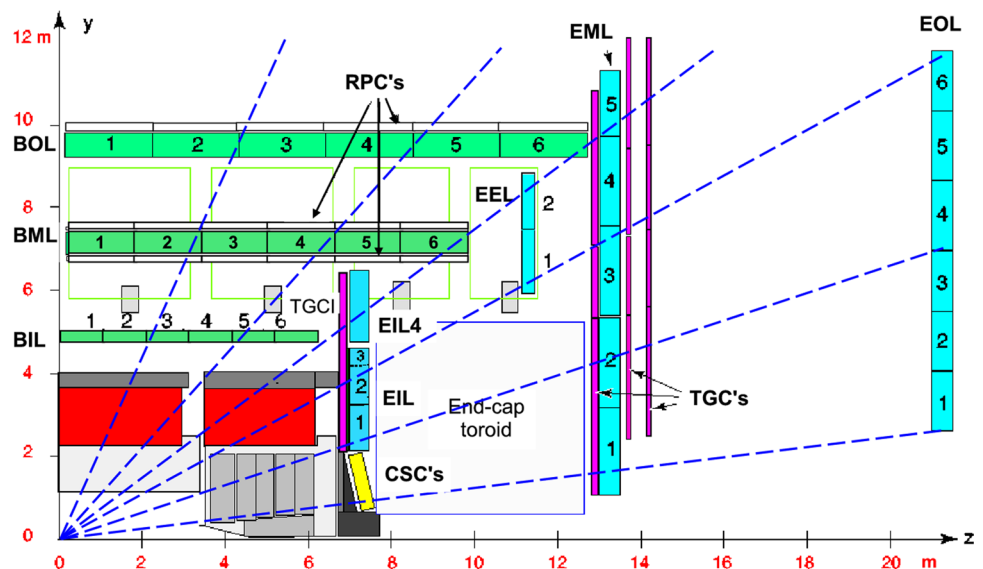 y
12 m
EML
EOL
RPC's
10
BOL
1 2 3 4 5 6
5
6
5
4
3
2
1
8
EEL
2
1
4
BML
1 2 3 4 5 6
3
6
TGCI
BIL
1 2 3 4 5 6
EIL4
4
3
2
1
EIL
End-cap
toroid
2
1
TGC's
2
CSC's
0
0 2 4 6 8 10 12 14 16 18 20 m
z